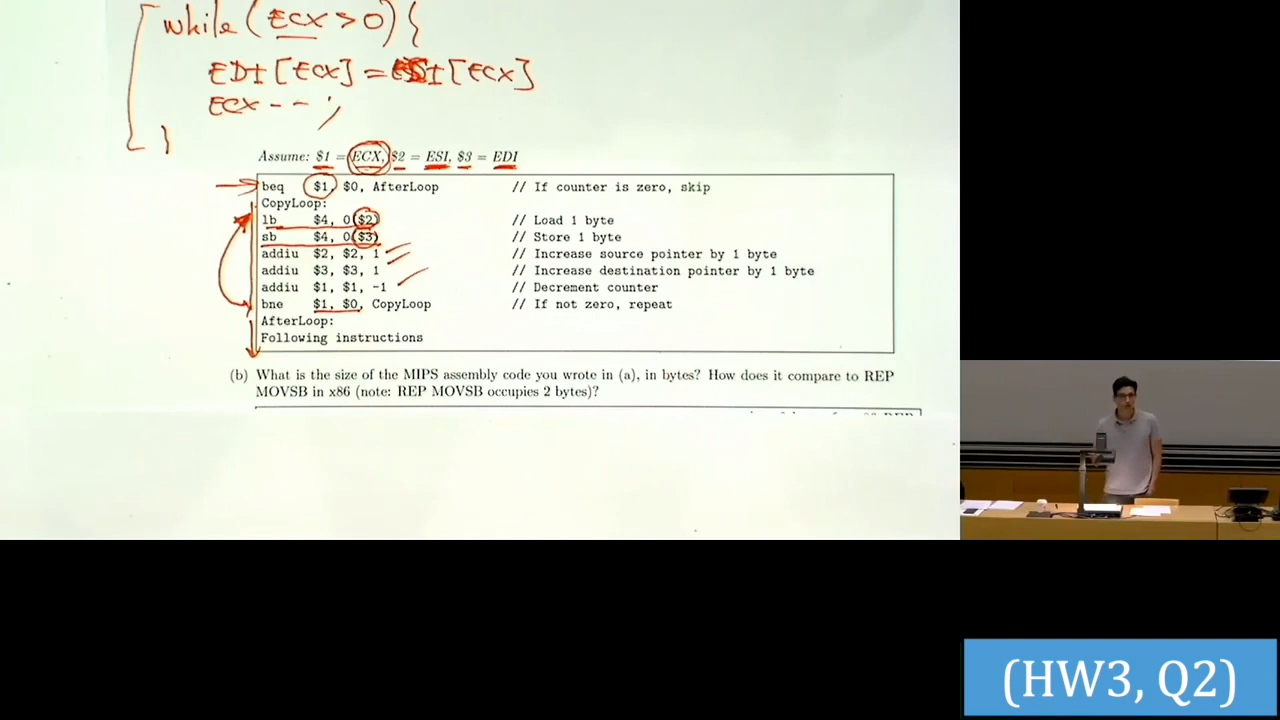 while (ECX > 0) {
EDI [ECX] = ESI [ECX]
ECX -- ;
}
Assume: $1 = ECX, $2 = ESI, $3 = EDI
beq $1, $0, AfterLoop // If counter is zero, skip
CopyLoop:
lb $4, 0($2) // Load 1 byte
sb $4, 0($3) // Store 1 byte
addiu $2, $2, 1 // Increase source pointer by 1 byte
addiu $3, $3, 1 // Increase destination pointer by 1 byte
addiu $1, $1, -1 // Decrement counter
bne $1, $0, CopyLoop // If not zero, repeat
AfterLoop:
Following instructions
(b) What is the size of the MIPS assembly code you wrote in (a), in bytes? How does it compare to REP
MOVSB in x86 (note: REP MOVSB occupies 2 bytes)?
(HW3, Q2)